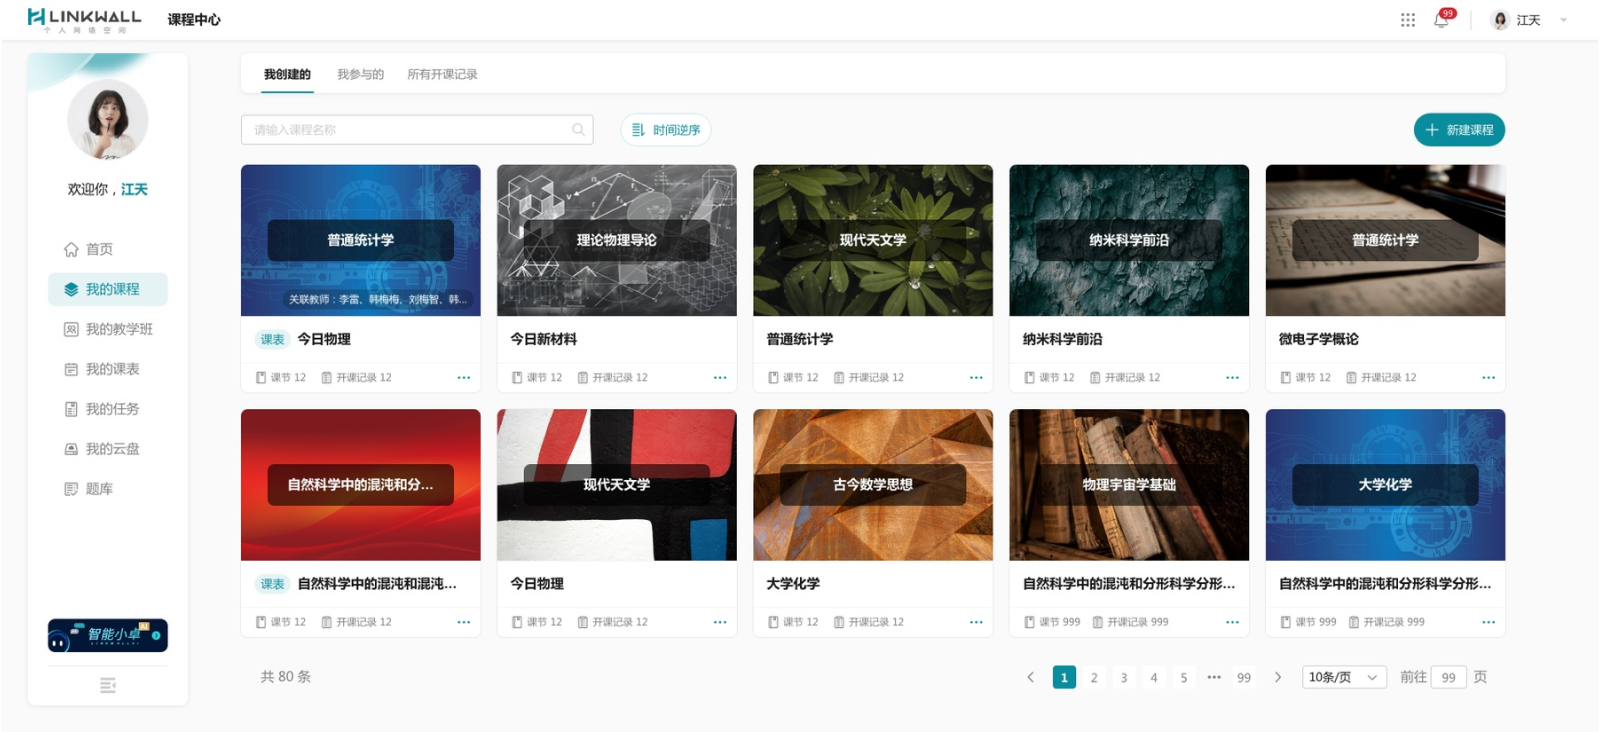 LINKWALL
个人网络空间
课程中心
99
江天
欢迎你，江天
首页
我的课程
我的教学班
我的课表
我的任务
我的云盘
题库
智能小卓
AI
我创建的 我参与的 所有开课记录
请输入课程名称
时间逆序
新建课程
普通统计学
关联教师：李雷、韩梅梅、刘梅智、韩...
课表 今日物理
课节 12 开课记录 12
理论物理导论
今日新材料
课节 12 开课记录 12
现代天文学
普通统计学
课节 12 开课记录 12
纳米科学前沿
纳米科学前沿
课节 12 开课记录 12
普通统计学
微电子学概论
课节 12 开课记录 12
自然科学中的混沌和分...
课表 自然科学中的混沌和混沌...
课节 12 开课记录 12
现代天文学
今日物理
课节 12 开课记录 12
古今数学思想
大学化学
课节 12 开课记录 12
物理宇宙学基础
自然科学中的混沌和分形科学分形...
课节 999 开课记录 999
大学化学
自然科学中的混沌和分形科学分形...
课节 999 开课记录 999
共 80 条
1 2 3 4 5 ••• 99
10条/页
前往 99 页